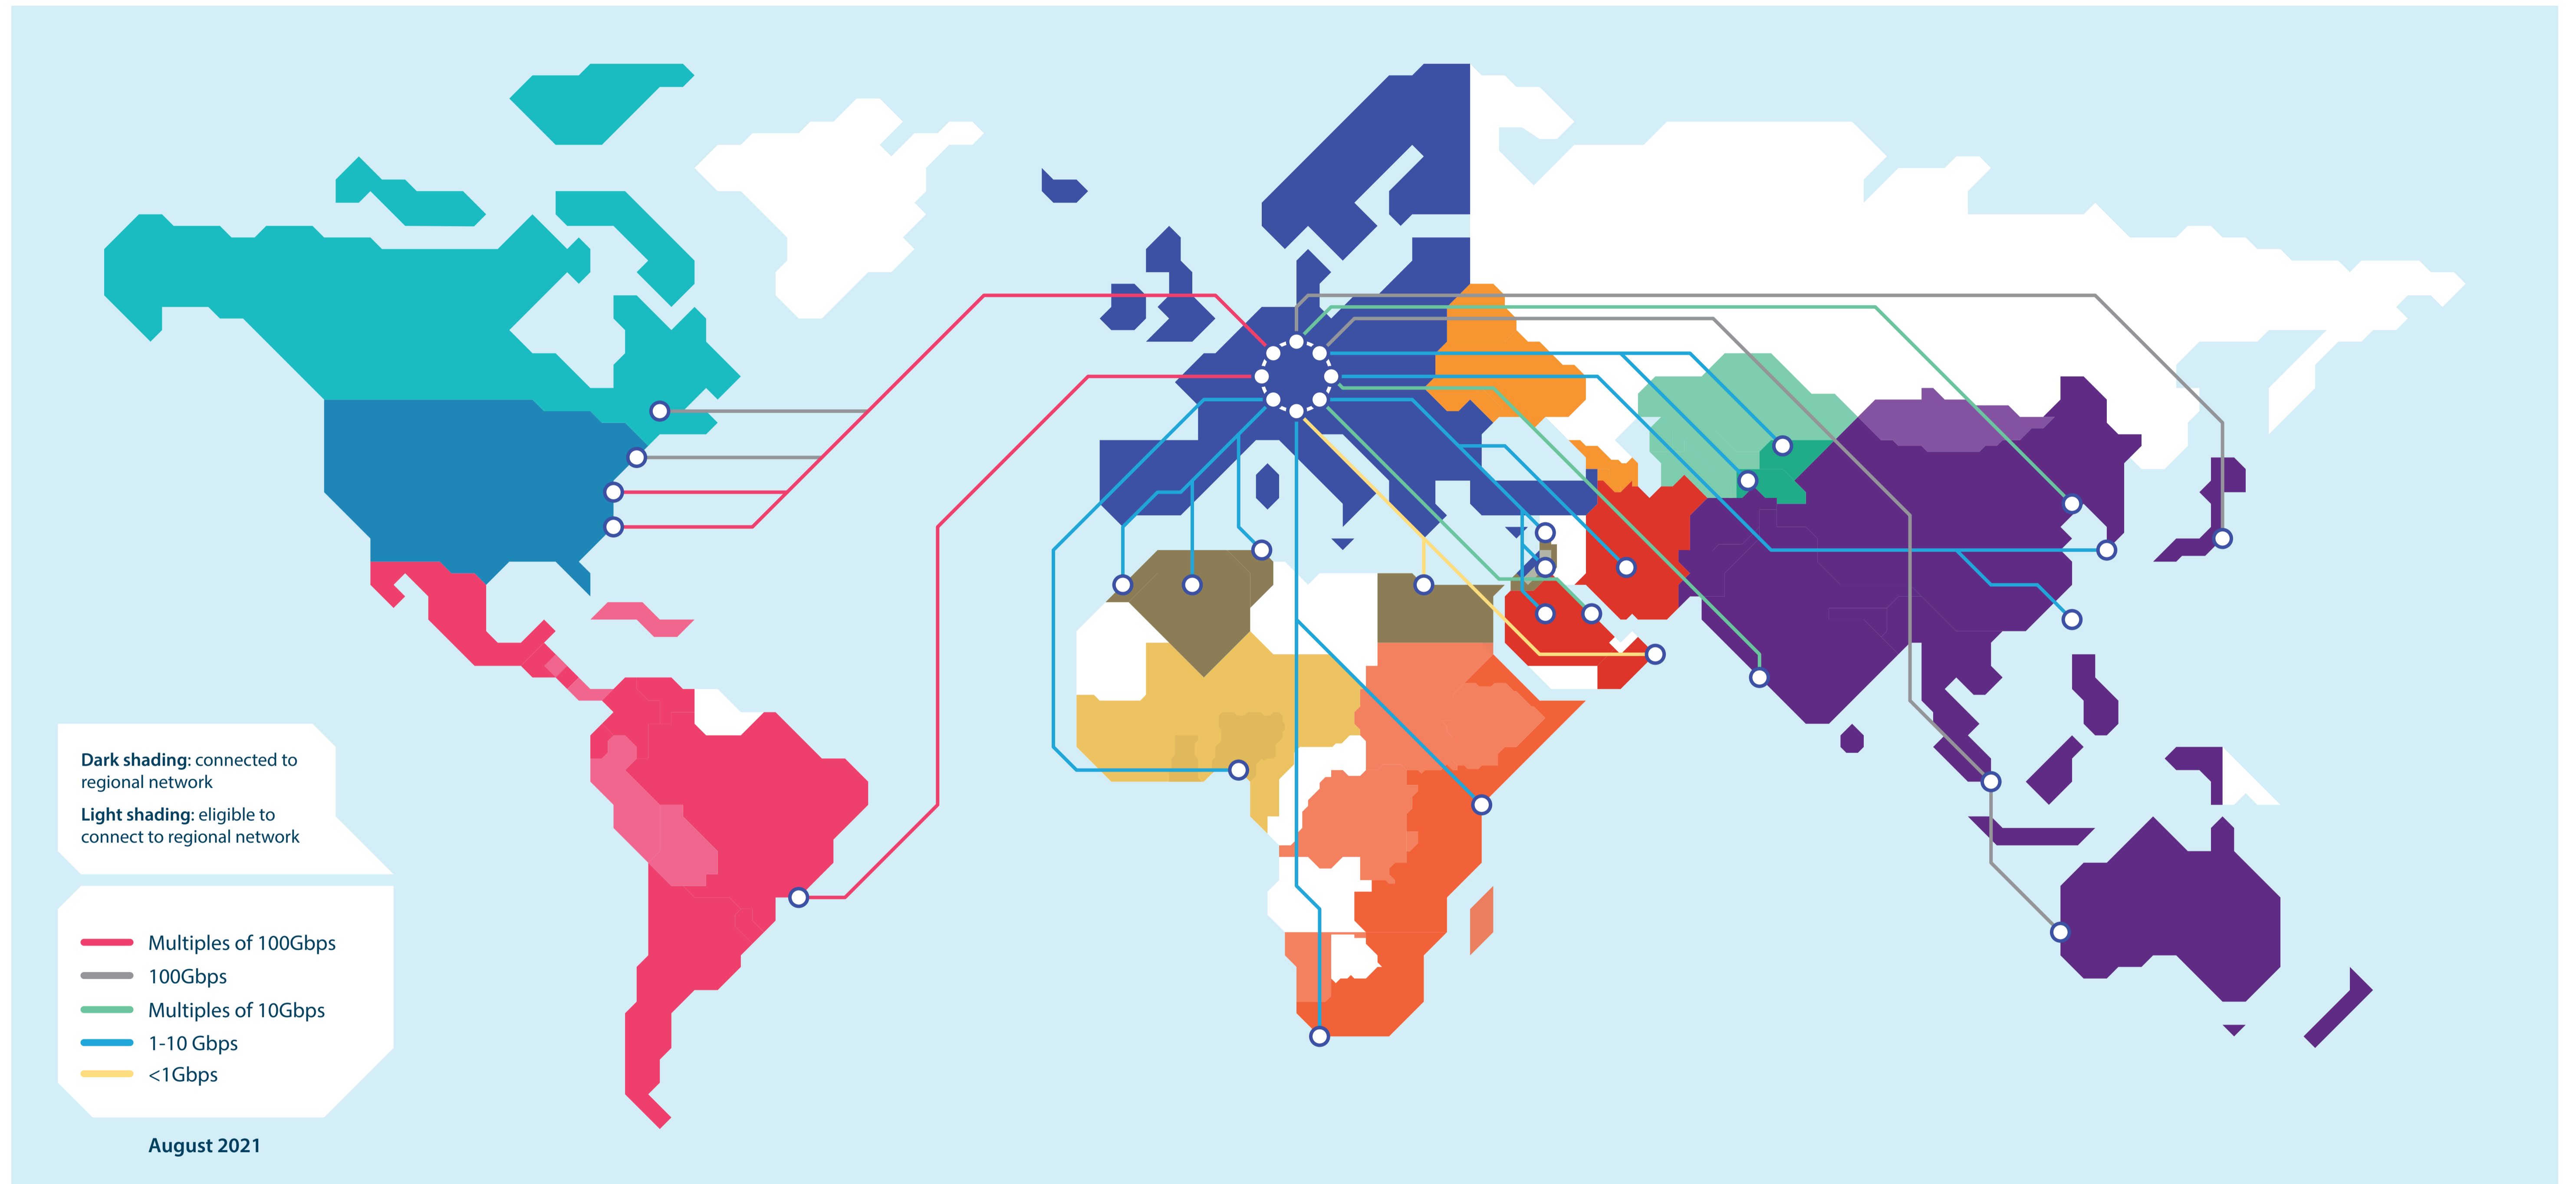 Dark shading: connected to
regional network
Light shading: eligible to
connect to regional network
Multiples of 100Gbps
100Gbps
Multiples of 10Gbps
1-10 Gbps
<1Gbps
August 2021